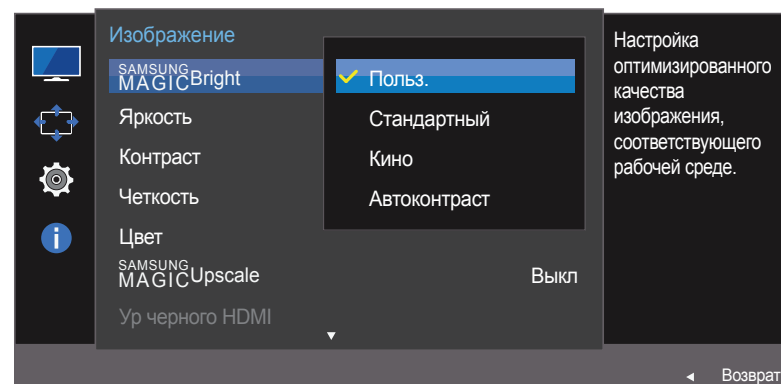 Изображение
SAMSUNG
MAGICBright
Польз.
Яркость
Стандартный
Контраст
Кино
Четкость
Автоконтраст
Цвет
SAMSUNG
MAGICUpscale
Выкл
Ур черного HDMI
Настройка
оптимизированного
качества
изображения,
соответствующего
рабочей среде.
Возврат